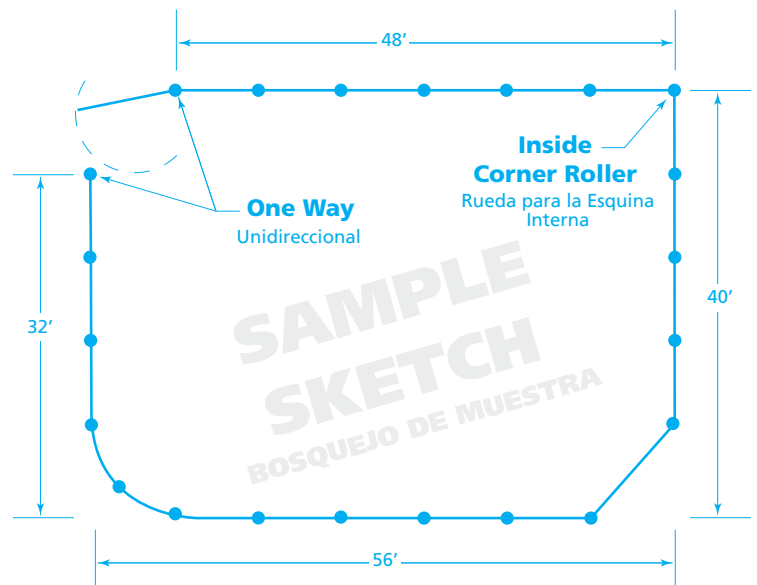 48’
Inside
Corner Roller
Rueda para la Esquina
Interna
One Way
Unidireccional
40’
32’
SAMPLE
SKETCH
BOSQUEJO DE MUESTRA
56’